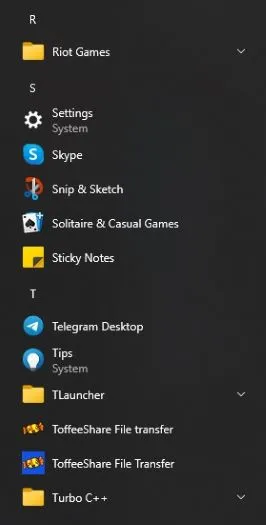 R
Riot Games
S
Settings
System
Skype
Snip & Sketch
Solitaire & Casual Games
Sticky Notes
T
Telegram Desktop
Tips
System
TLauncher
ToffeeShare File transfer
ToffeeShare File Transfer
Turbo C++